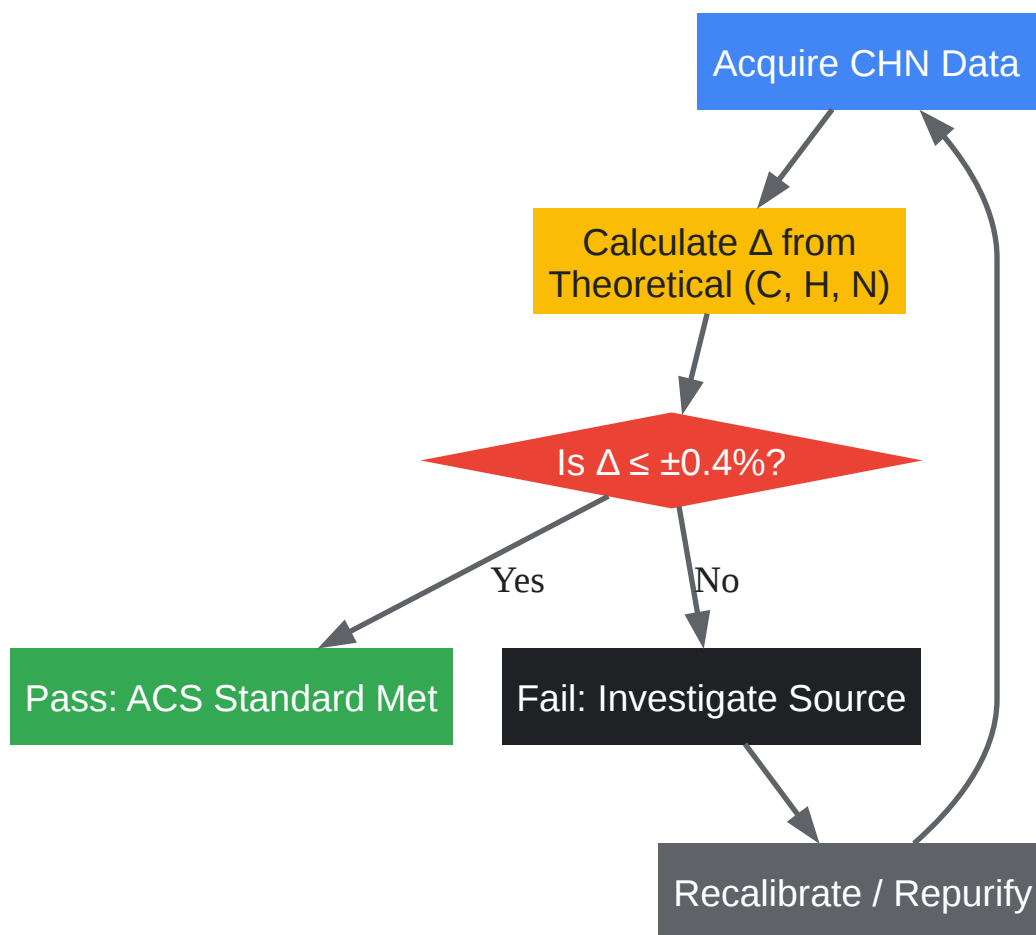 Acquire CHN Data
Calculate Δ from
Theoretical (C, H, N)
Is Δ ≤ ±0.4%?
Yes
No
Pass: ACS Standard Met
Fail: Investigate Source
Recalibrate / Repurify